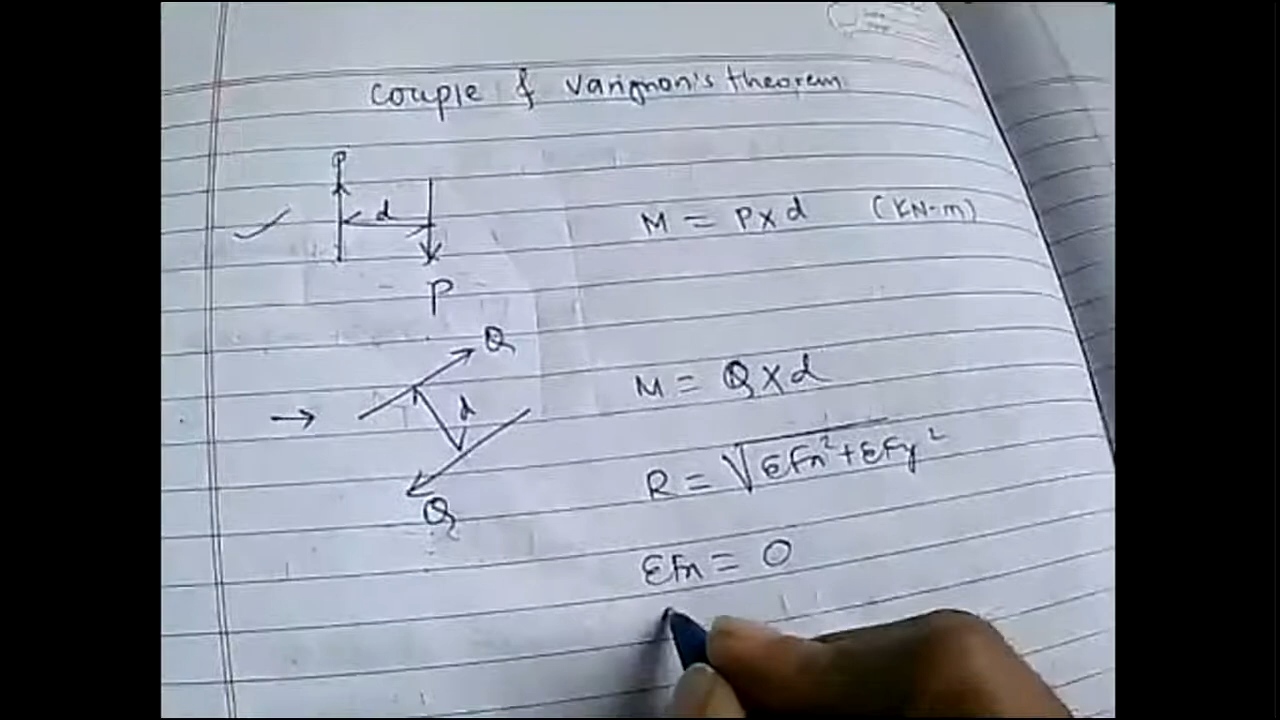 Couple & Varignon's theorem
P
d
P
M = P×d (KN-m)
Q
d
Q
M = Q×d
R = √ΣFx²+ΣFy²
ΣFx = 0